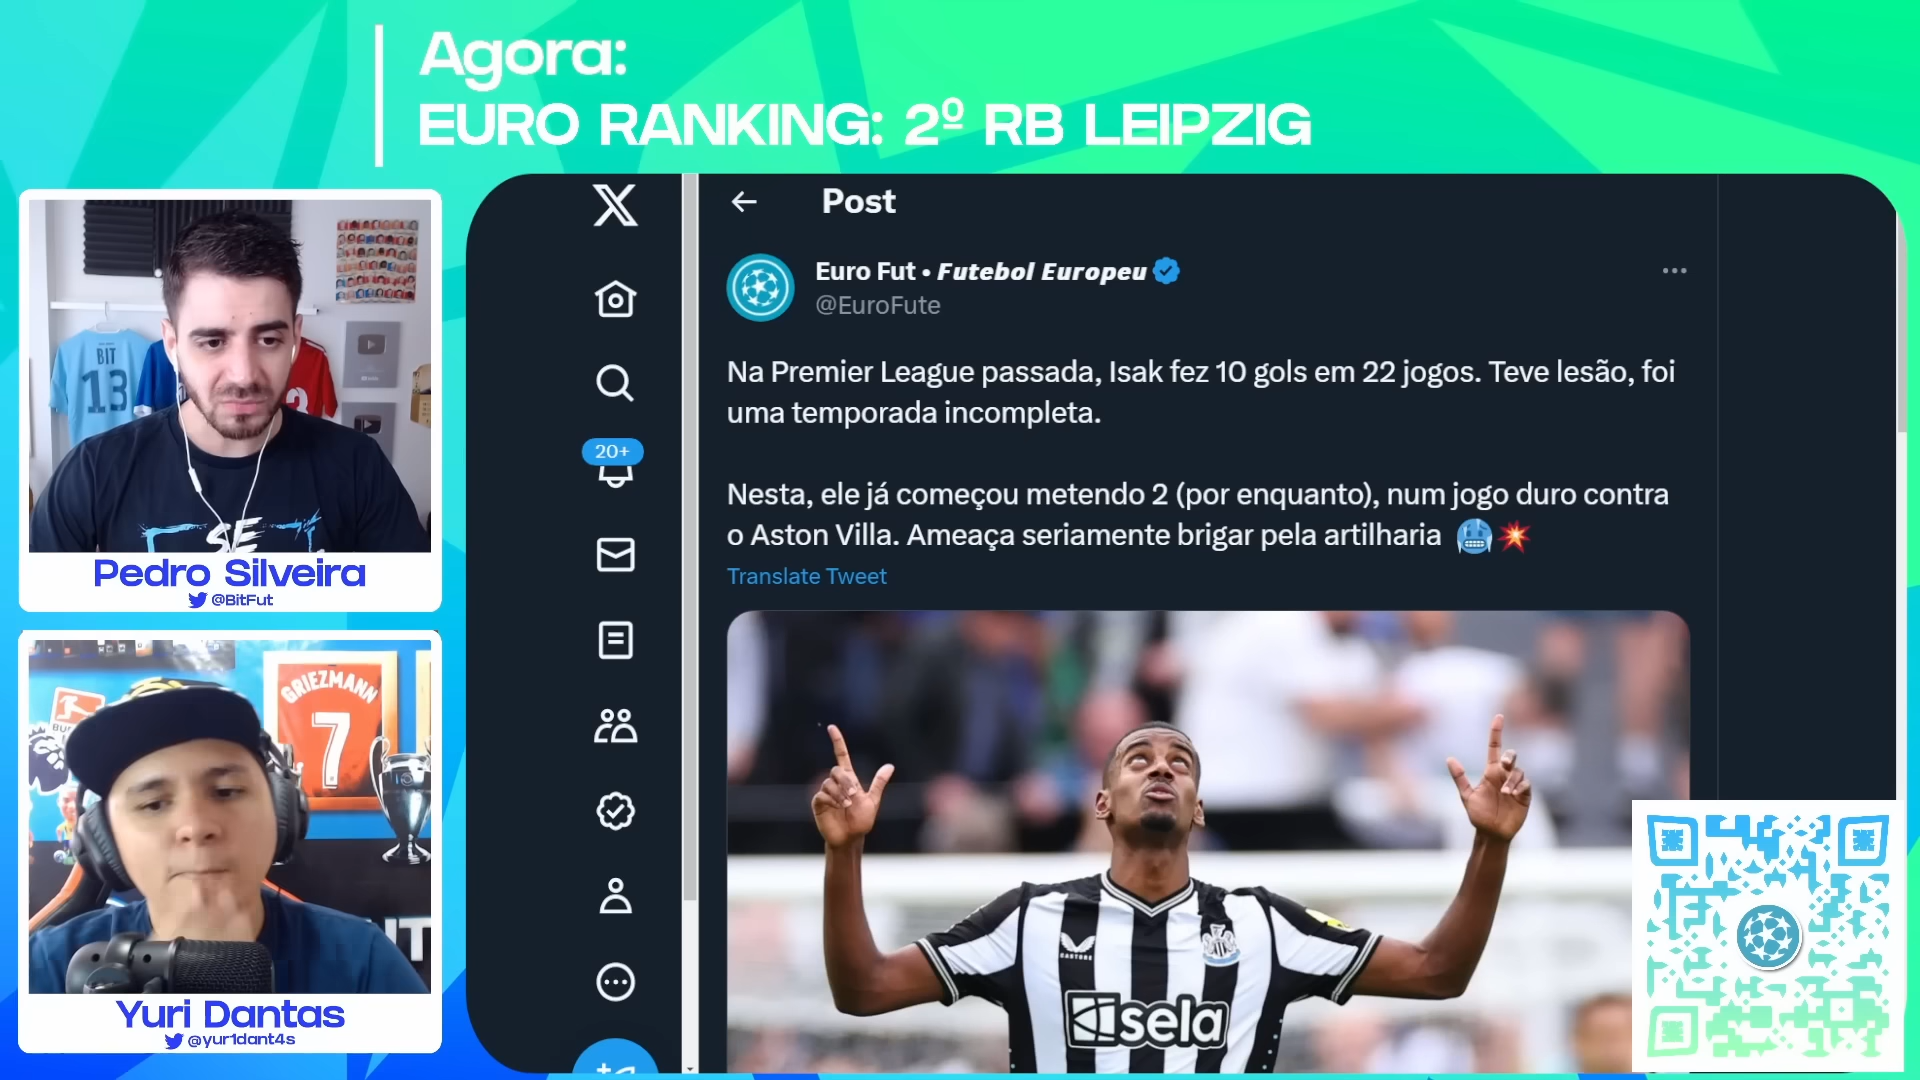 Agora:
EURO RANKING: 2º RB LEIPZIG
BIT
13
SE
Pedro Silveira
@BitFut
GRIEZMANN
7
Yuri Dantas
@yur1dant4s
20+
Post
Euro Fut • Futebol Europeu
@EuroFute
Na Premier League passada, Isak fez 10 gols em 22 jogos. Teve lesão, foi
uma temporada incompleta.
Nesta, ele já começou metendo 2 (por enquanto), num jogo duro contra
o Aston Villa. Ameaça seriamente brigar pela artilharia 🥶💥
Translate Tweet
CASTORE
sela